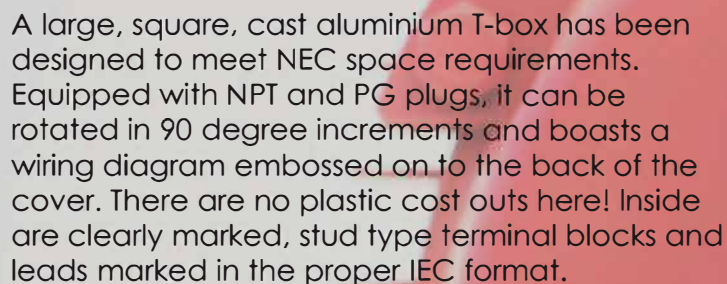 A large, square, cast aluminium T-box has been
designed to meet NEC space requirements.
Equipped with NPT and PG plugs, it can be
rotated in 90 degree increments and boasts a
wiring diagram embossed on to the back of the
cover. There are no plastic cost outs here! Inside
are clearly marked, stud type terminal blocks and
leads marked in the proper IEC format.